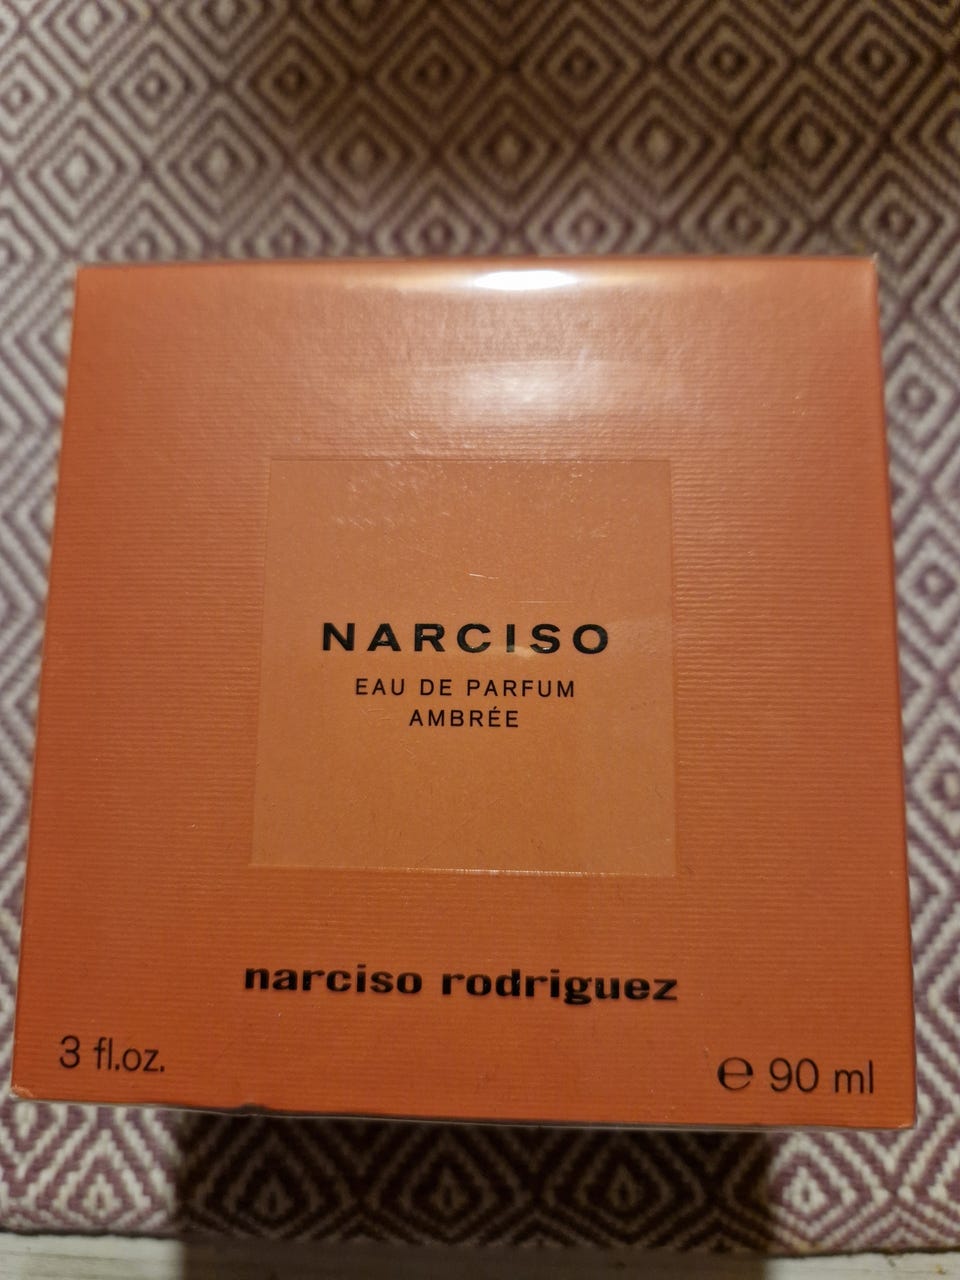 NARCISO
EAU DE PARFUM
AMBRÉE
narciso rodriguez
3 fl.oz.
℮ 90 ml